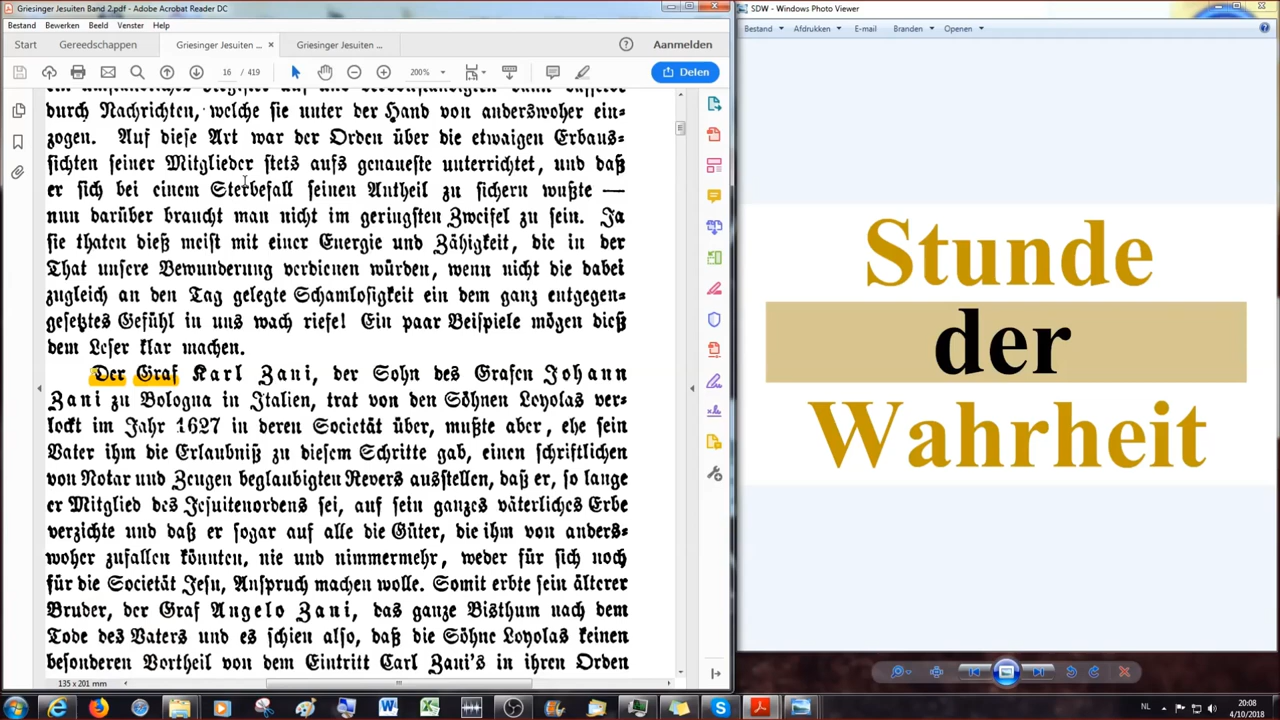 Griesinger Jesuiten Band 2.pdf - Adobe Acrobat Reader DC
Bestand Bewerken Beeld Venster Help
Start Gereedschappen Griesinger Jesuiten ... × Griesinger Jesuiten ... Aanmelden
16 / 419 200% Delen
durch Nachrichten, welche sie unter der Hand von anderswoher ein-
zogen. Auf diese Art war der Orden über die etwaigen Erbaus-
sichten seiner Mitglieder stets aufs genaueste unterrichtet, und daß
er sich bei einem Sterbefall seinen Antheil zu sichern wußte —
nun darüber braucht man nicht im geringsten Zweifel zu sein. Ja
sie thaten dieß meist mit einer Energie und Zähigkeit, die in der
That unsere Bewunderung verdienen würden, wenn nicht die dabei
zugleich an den Tag gelegte Schamlosigkeit ein dem ganz entgegen-
gesetztes Gefühl in uns wach riefe! Ein paar Beispiele mögen dieß
dem Leser klar machen.
Der Graf Karl Zani, der Sohn des Grafen Johann
Zani zu Bologna in Italien, trat von den Söhnen Loyolas ver-
lockt im Jahr 1627 in deren Societät über, mußte aber, ehe sein
Vater ihm die Erlaubniß zu diesem Schritte gab, einen schriftlichen
von Notar und Zeugen beglaubigten Revers ausstellen, daß er, so lange
er Mitglied des Jesuitenordens sei, auf sein ganzes väterliches Erbe
verzichte und daß er sogar auf alle die Güter, die ihm von anders-
woher zufallen könnten, nie und nimmermehr, weder für sich noch
für die Societät Jesu, Anspruch machen wolle. Somit erbte sein älterer
Bruder, der Graf Angelo Zani, das ganze Bisthum nach dem
Tode des Vaters und es schien also, daß die Söhne Loyolas keinen
besonderen Vortheil von dem Eintritt Carl Zani's in ihren Orden
135 x 201 mm
SDW - Windows Photo Viewer
Bestand Afdrukken E-mail Branden Openen
Stunde
der
Wahrheit
NL 20:08
4/10/2018